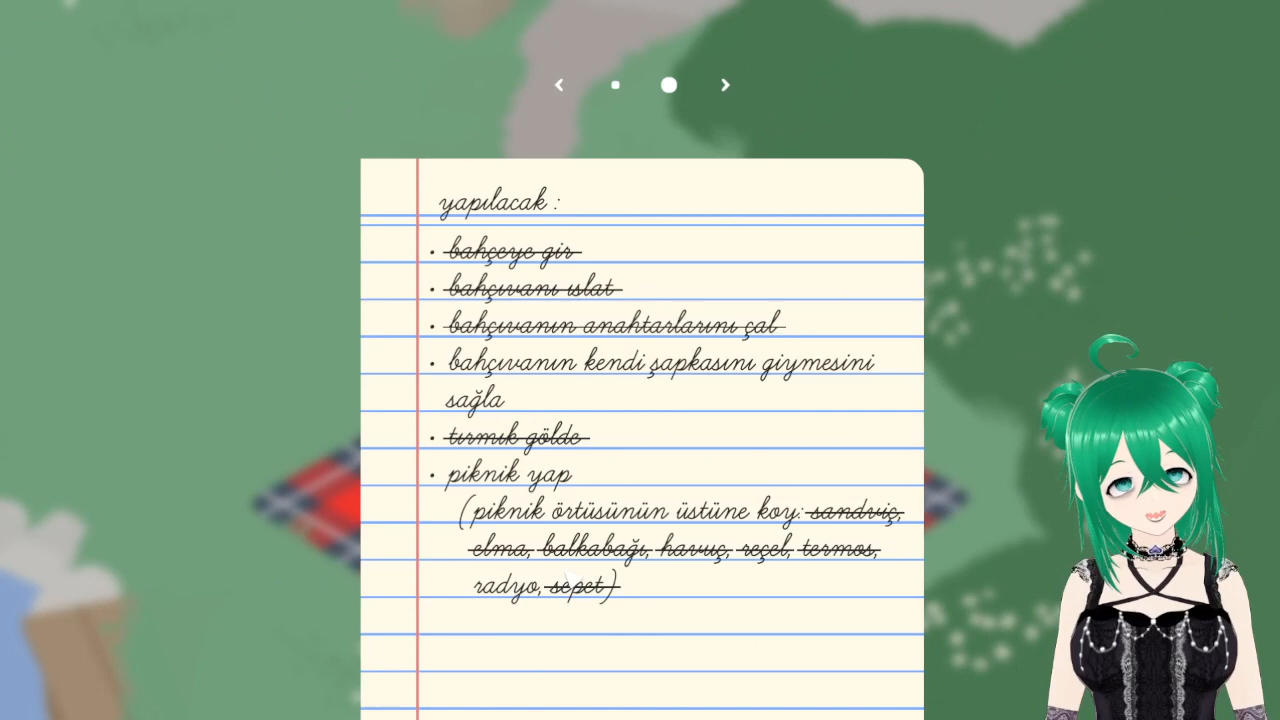 yapılacak :
• bahçeye gir
• bahçıvanı ıslat
• bahçıvanın anahtarlarını çal
• bahçıvanın kendi şapkasını giymesini
sağla
• tırmık gölde
• piknik yap
(piknik örtüsünün üstüne koy: sandviç,
elma, balkabağı, havuç, reçel, termos,
radyo, sepet)